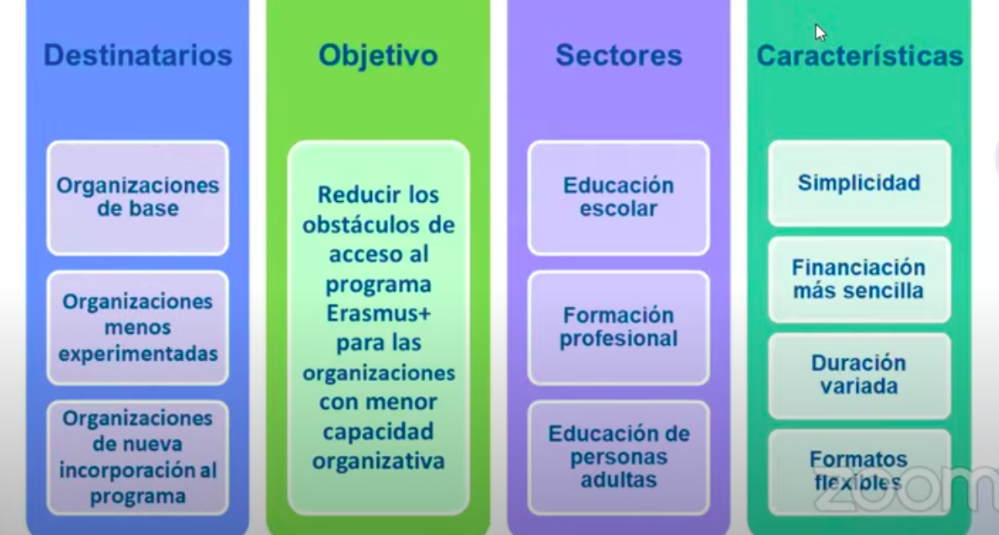 Destinatarios
Organizaciones
de base
Organizaciones
menos
experimentadas
Organizaciones
de nueva
incorporación al
programa
Objetivo
Reducir los
obstáculos de
acceso al
programa
Erasmus+
para las
organizaciones
con menor
capacidad
organizativa
Sectores
Educación
escolar
Formación
profesional
Educación de
personas
adultas
Característícas
Simplicidad
Financiación
más sencilla
Duración
variada
Formatos
flexibles
zoom